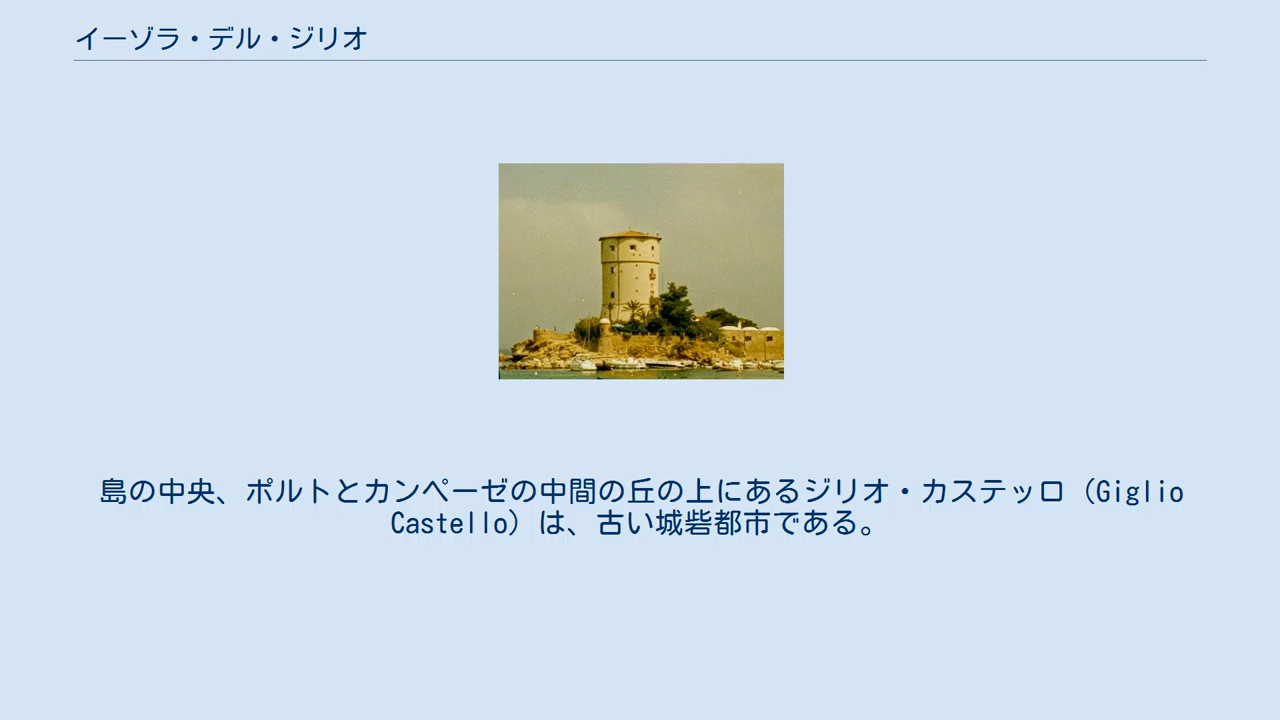 イーゾラ・デル・ジリオ
島の中央、ポルトとカンペーゼの中間の丘の上にあるジリオ・カステッロ（Giglio
Castello）は、古い城砦都市である。